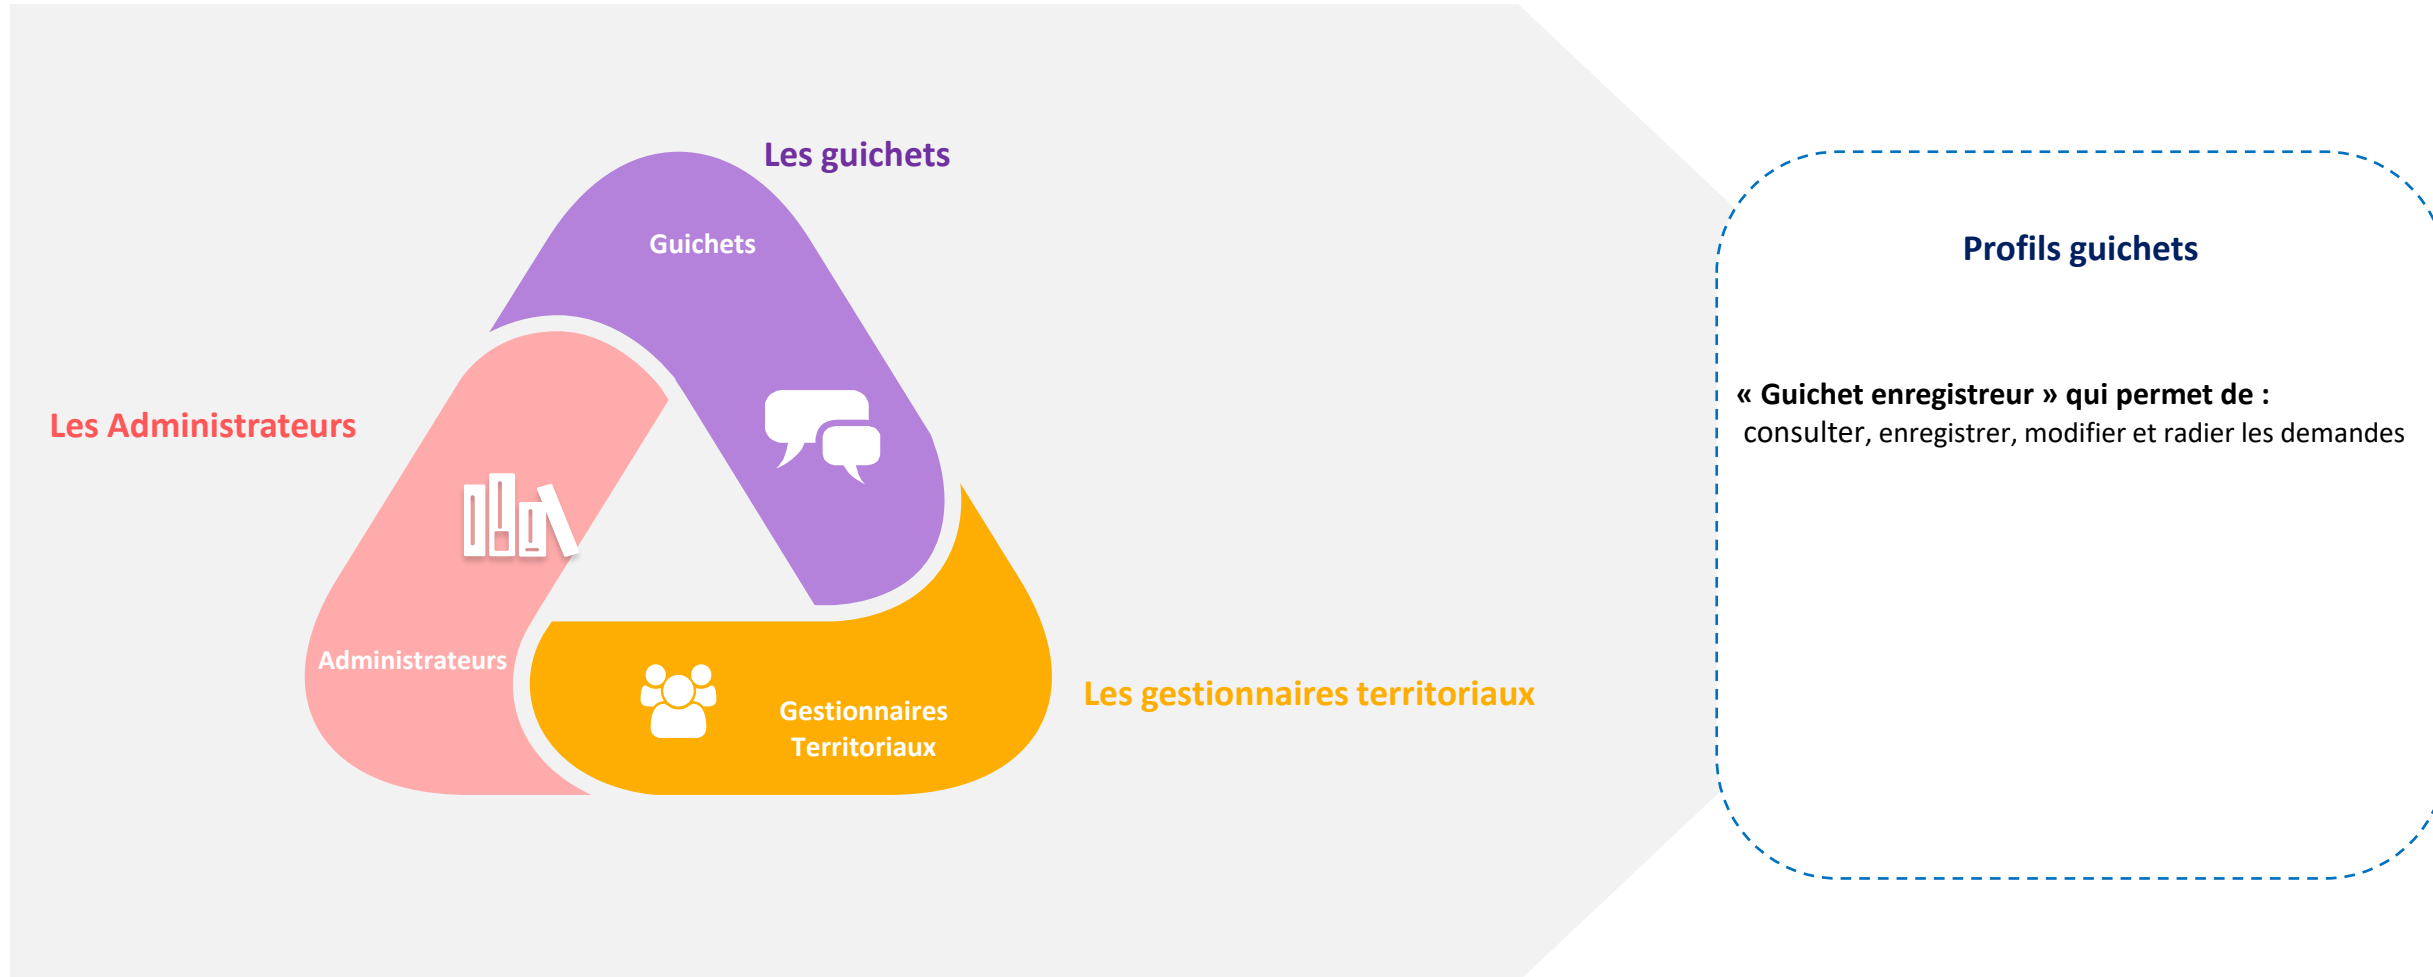 Les guichets
Guichets
Les Administrateurs
Administrateurs
Les gestionnaires territoriaux
Gestionnaires
Territoriaux
Profils guichets
« Guichet enregistreur » qui permet de :
consulter, enregistrer, modifier et radier les demandes